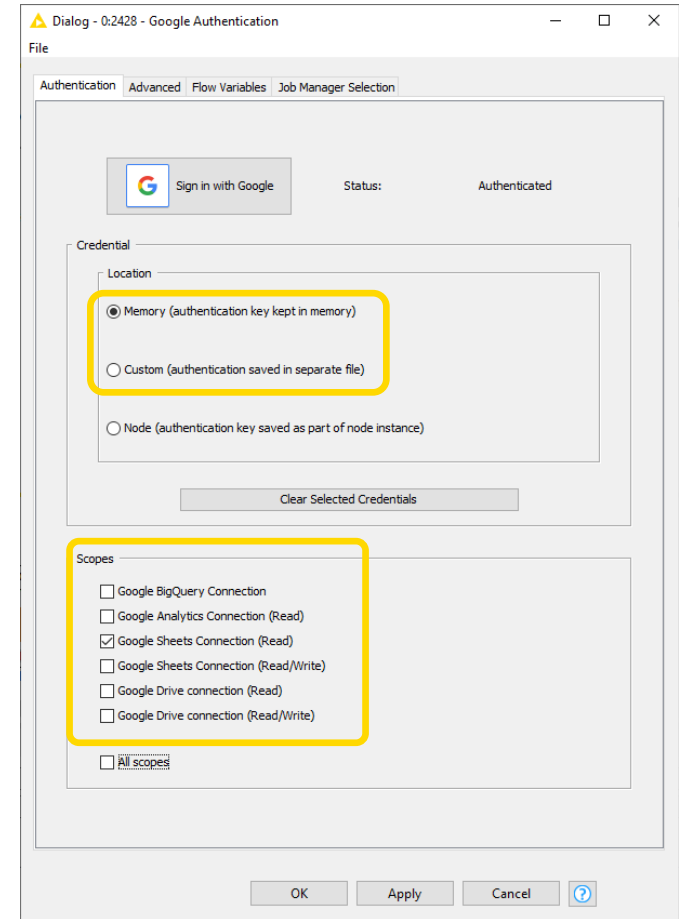 Dialog - 0:2428 - Google Authentication
File
Authentication Advanced Flow Variables Job Manager Selection
Sign in with Google Status: Authenticated
Credential
Location
Memory (authentication key kept in memory)
Custom (authentication saved in separate file)
Node (authentication key saved as part of node instance)
Clear Selected Credentials
Scopes
Google BigQuery Connection
Google Analytics Connection (Read)
Google Sheets Connection (Read)
Google Sheets Connection (Read/Write)
Google Drive connection (Read)
Google Drive connection (Read/Write)
All scopes
OK Apply Cancel ?